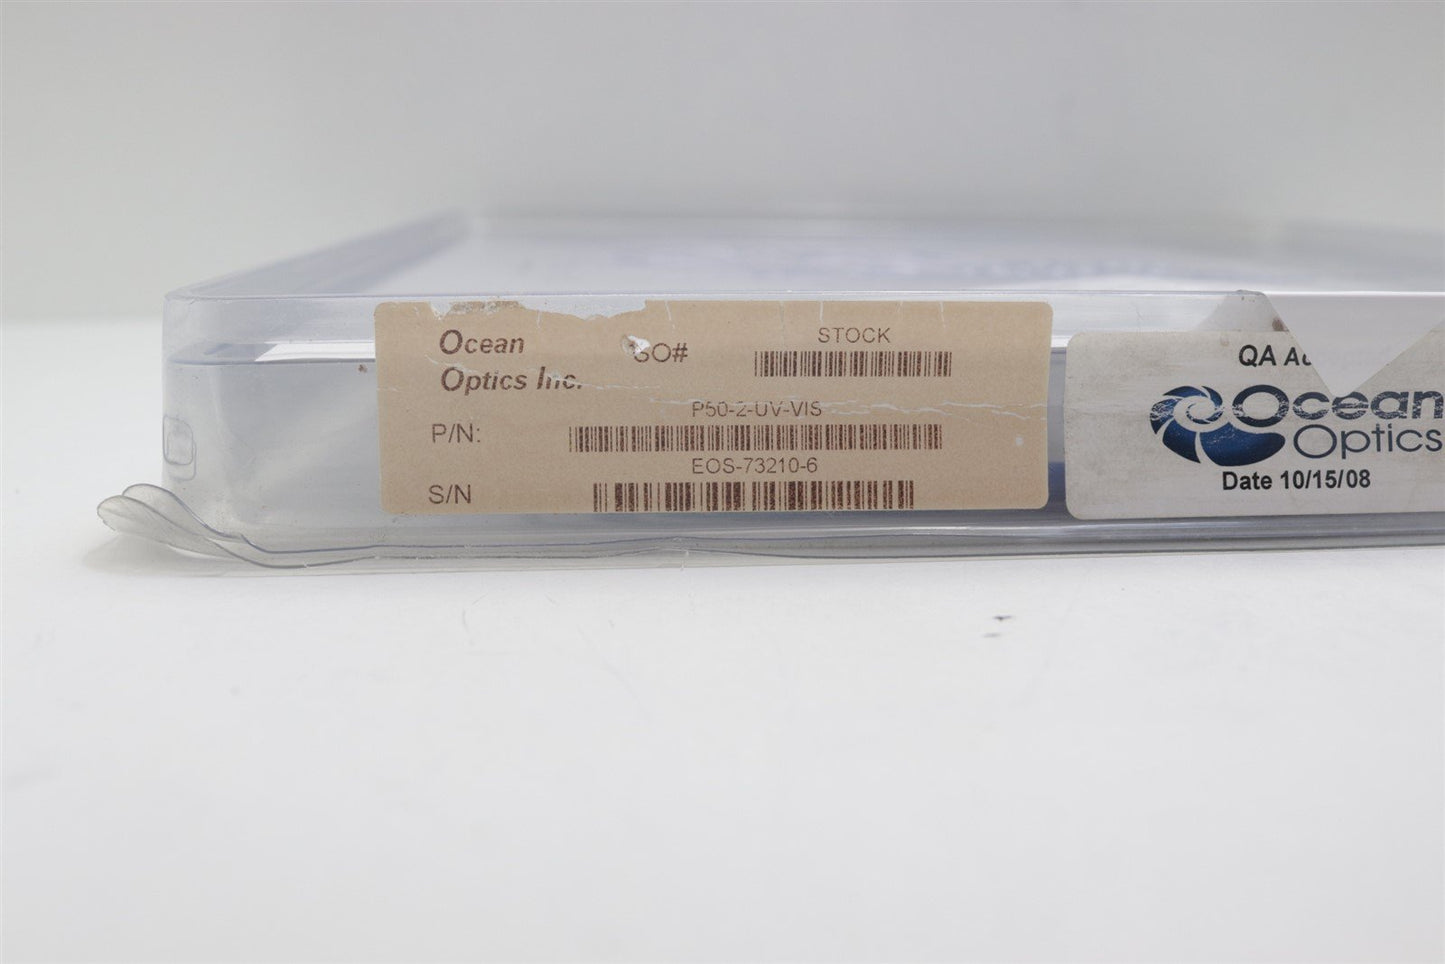 Ocean
Optics Inc.
SO#
STOCK
P50-2-UV-VIS
P/N:
EOS-73210-6
S/N
QA
Ocean
Optics
Date 10/15/08